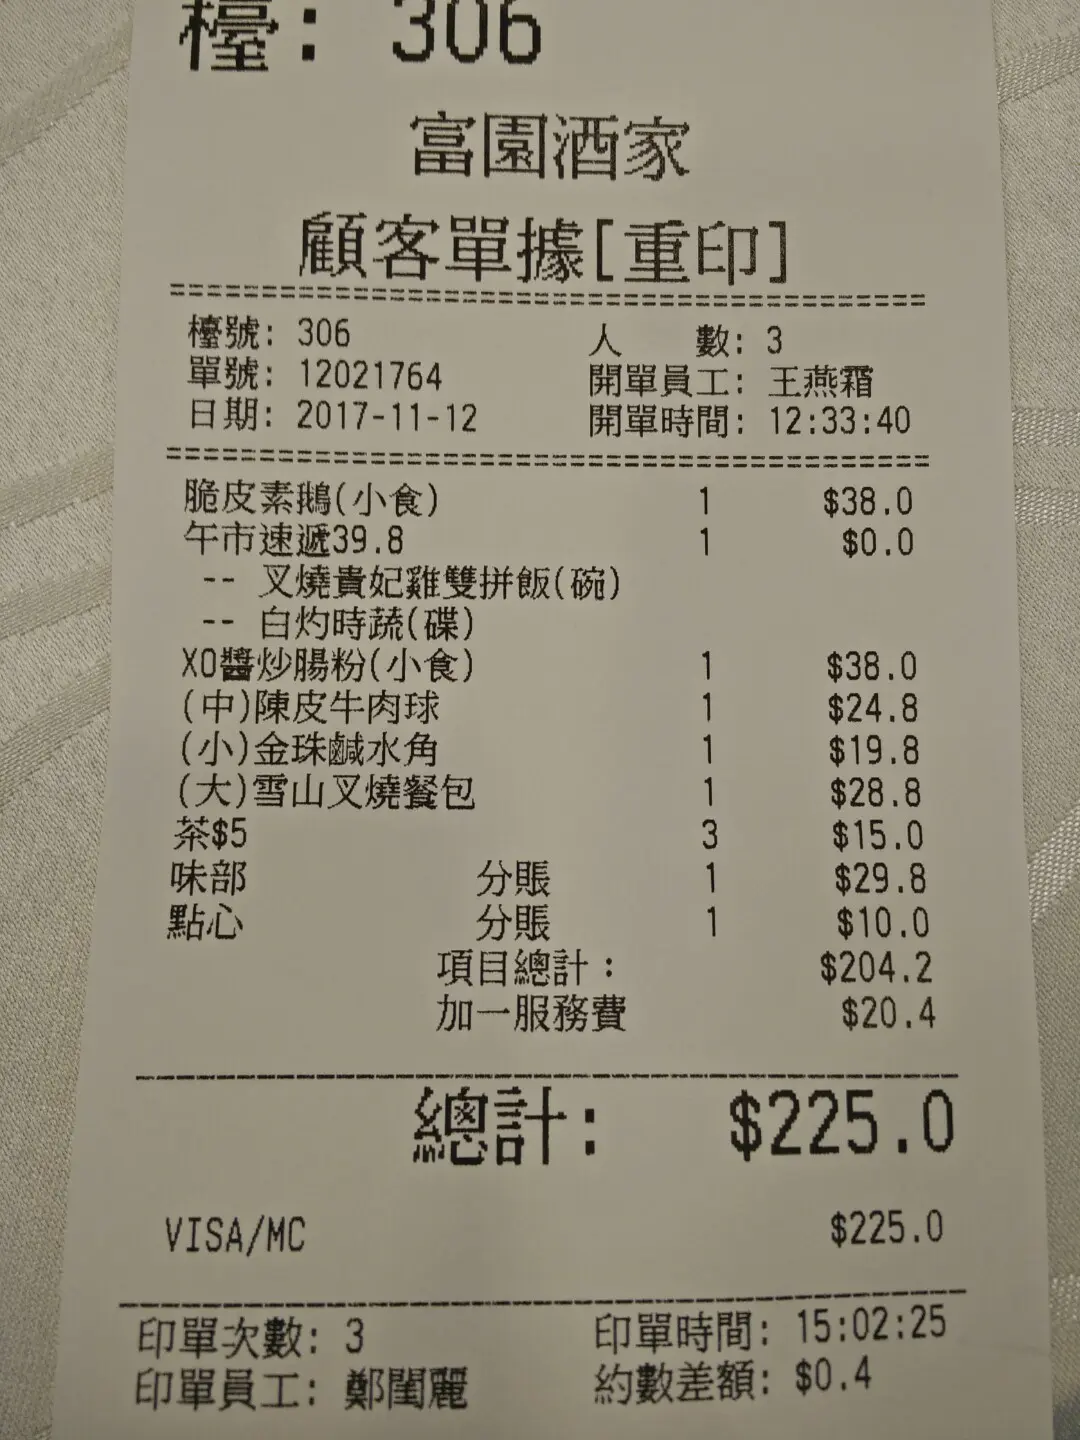 檯: 306
富園酒家
顧客單據[重印]
檯號: 306 人 數: 3
單號: 12021764 開單員工: 王燕霜
日期: 2017-11-12 開單時間: 12:33:40
脆皮素鵝(小食) 1 $38.0
午市速遞39.8 1 $0.0
-- 叉燒貴妃雞雙拼飯(碗)
-- 白灼時蔬(碟)
XO醬炒腸粉(小食) 1 $38.0
(中)陳皮牛肉球 1 $24.8
(小)金珠鹹水角 1 $19.8
(大)雪山叉燒餐包 1 $28.8
茶$5 3 $15.0
味部 分賬 1 $29.8
點心 分賬 1 $10.0
項目總計: $204.2
加一服務費 $20.4
總計: $225.0
VISA/MC $225.0
印單次數: 3 印單時間: 15:02:25
印單員工: 鄭閨麗 約數差額: $0.4